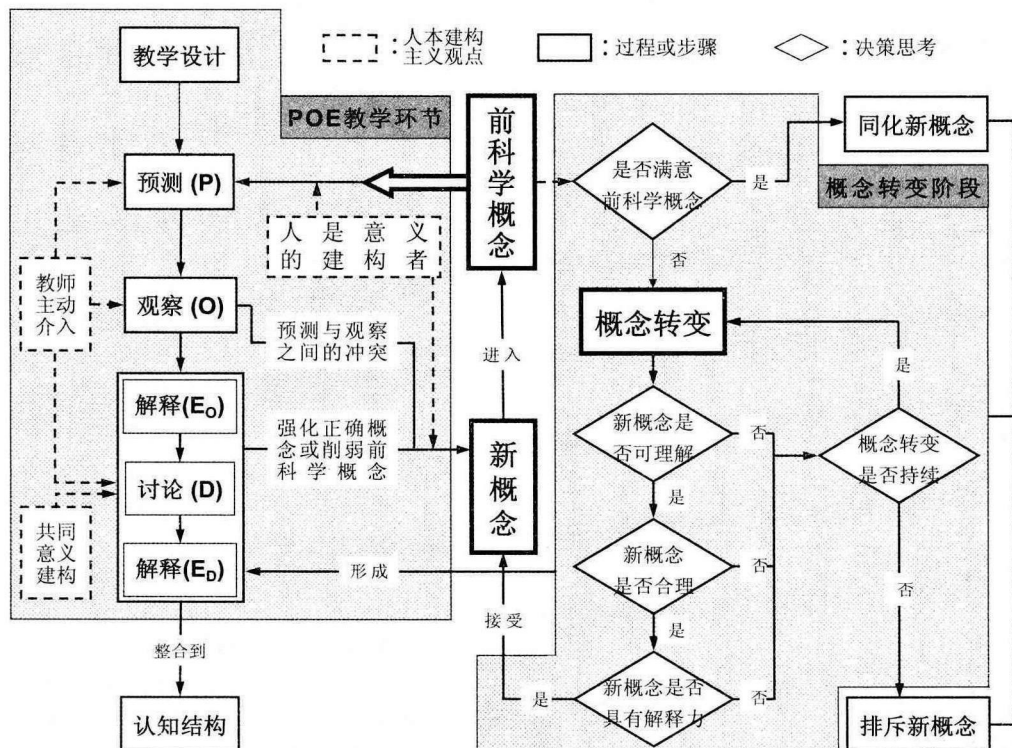 教学设计
：人本建构
主义观点
：过程或步骤
：决策思考
POE教学环节
前
科
学
概
念
预测 (P)
人是意义
的建构者
教师
主动
介入
观察 (O)
预测与观察
之间的冲突
解释(EO)
强化正确概
念或削弱前
科学概念
讨论 (D)
共同
意义
建构
解释(ED)
形成
整合到
认知结构
进入
新
概
念
接受
是否满意
前科学概念
是
同化新概念
概念转变阶段
否
概念转变
是
新概念是
否可理解
否
概念转变
是否持续
是
新概念
是否合理
否
否
是
新概念是否
具有解释力
是
否
排斥新概念